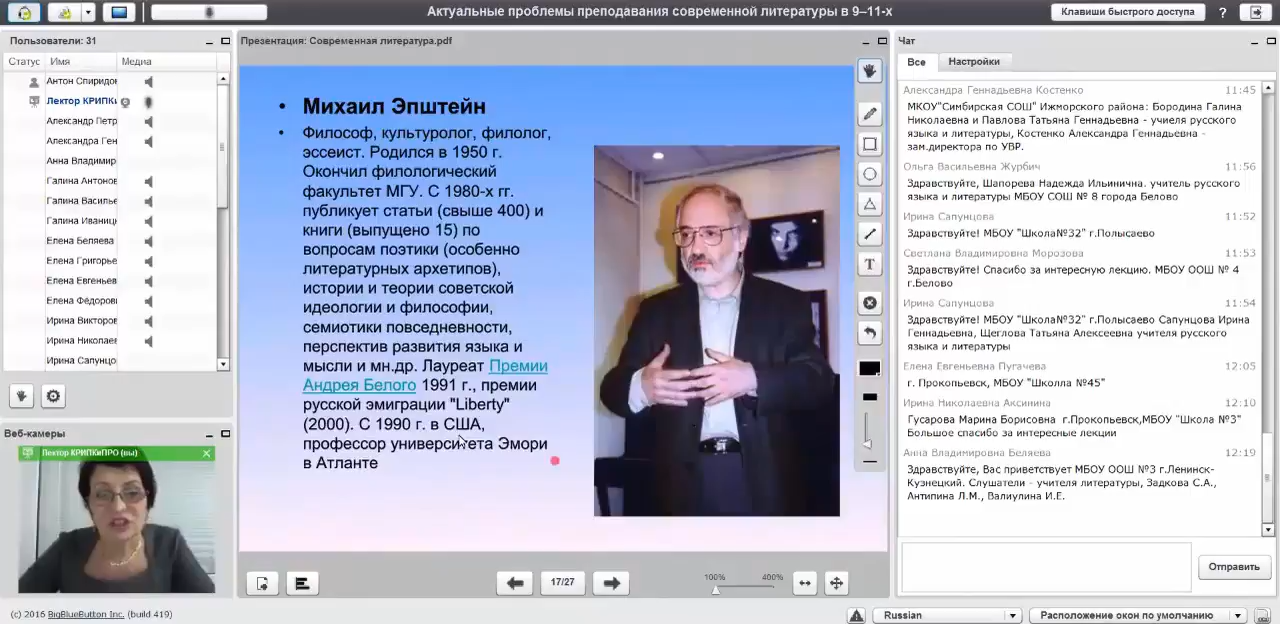 Актуальные проблемы преподавания современной литературы в 9–11-х
Клавиши быстрого доступа
?
Пользователи: 31
Статус Имя Медиа
Антон Спиридон
Лектор КРИПКи
Александр Петр
Александра Ген
Анна Владимир
Галина Антонов
Галина Василье
Галина Иваниц
Елена Беляева
Елена Григорье
Елена Евгеньев
Елена Фёдоров
Ирина Викторов
Ирина Николаев
Ирина Сапунцо
Веб-камеры
Лектор КРИПКиПРО (вы)
Презентация: Современная литература.pdf
• Михаил Эпштейн
• Философ, культуролог, филолог,
эссеист. Родился в 1950 г.
Окончил филологический
факультет МГУ. С 1980-х гг.
публикует статьи (свыше 400) и
книги (выпущено 15) по
вопросам поэтики (особенно
литературных архетипов),
истории и теории советской
идеологии и философии,
семиотики повседневности,
перспектив развития языка и
мысли и мн.др. Лауреат Премии
Андрея Белого 1991 г., премии
русской эмиграции "Liberty"
(2000). С 1990 г. в США,
профессор университета Эмори
в Атланте
T
17/27
100% 400%
Чат
Все Настройки
Александра Геннадьевна Костенко 11:45
МКОУ"Симбирская СОШ" Ижморского района: Бородина Галина
Николаевна и Павлова Татьяна Геннадьевна - учиеля русского
языка и литературы, Костенко Александра Геннадьевна -
зам.директора по УВР.
Ольга Васильевна Журбич 11:56
Здравствуйте, Шапорева Надежда Ильинична. учитель русского
языка и литературы МБОУ СОШ № 8 города Белово
Ирина Сапунцова 11:52
Здравствуйте! МБОУ "Школа№32" г.Полысаево
Светлана Владимировна Морозова 11:53
Здравствуйте! Спасибо за интересную лекцию. МБОУ ООШ № 4
г.Белово
Ирина Сапунцова 11:54
Здравствуйте! МБОУ "Школа№32" г.Полысаево Сапунцова Ирина
Геннадьевна, Щеглова Татьяна Алексеевна учителя русского
языка и литературы
Елена Евгеньевна Пугачева 12:05
г. Прокопьевск, МБОУ "Шкоплла №45"
Ирина Николаевна Аксинина 12:10
Гусарова Марина Борисовна г.Прокопьевск,МБОУ "Школа №3"
Большое спасибо за интересные лекции
Анна Владимировна Беляева 12:19
Здравствуйте, Вас приветствует МБОУ ООШ №3 г.Ленинск-
Кузнецкий. Слушатели - учителя литературы, Задкова С.А.,
Антипина Л.М., Валиулина И.Е.
Отправить
(c) 2016 BigBlueButton Inc. (build 419)
Russian
Расположение окон по умолчанию